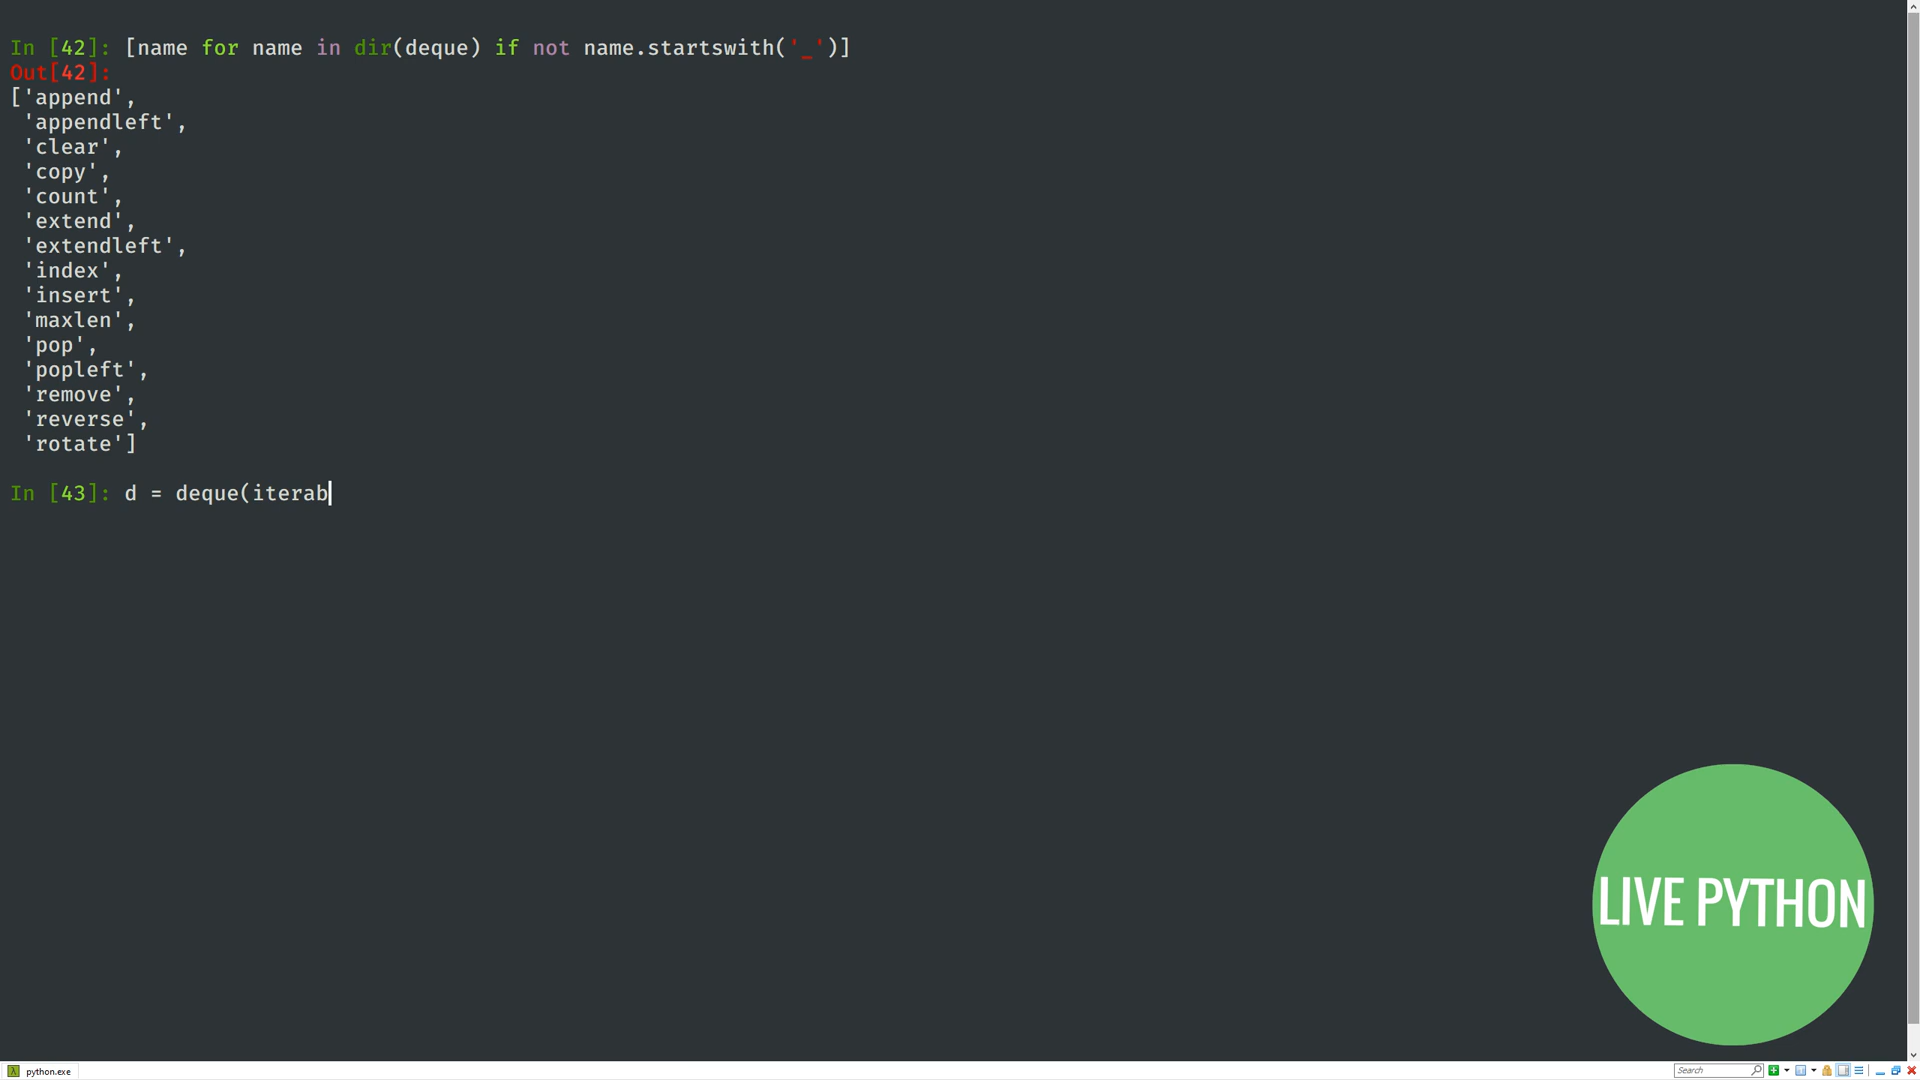 In [42]: [name for name in dir(deque) if not name.startswith('_')]
Out[42]:
['append',
 'appendleft',
 'clear',
 'copy',
 'count',
 'extend',
 'extendleft',
 'index',
 'insert',
 'maxlen',
 'pop',
 'popleft',
 'remove',
 'reverse',
 'rotate']
In [43]: d = deque(iterab
LIVE PYTHON
python.exe
Search